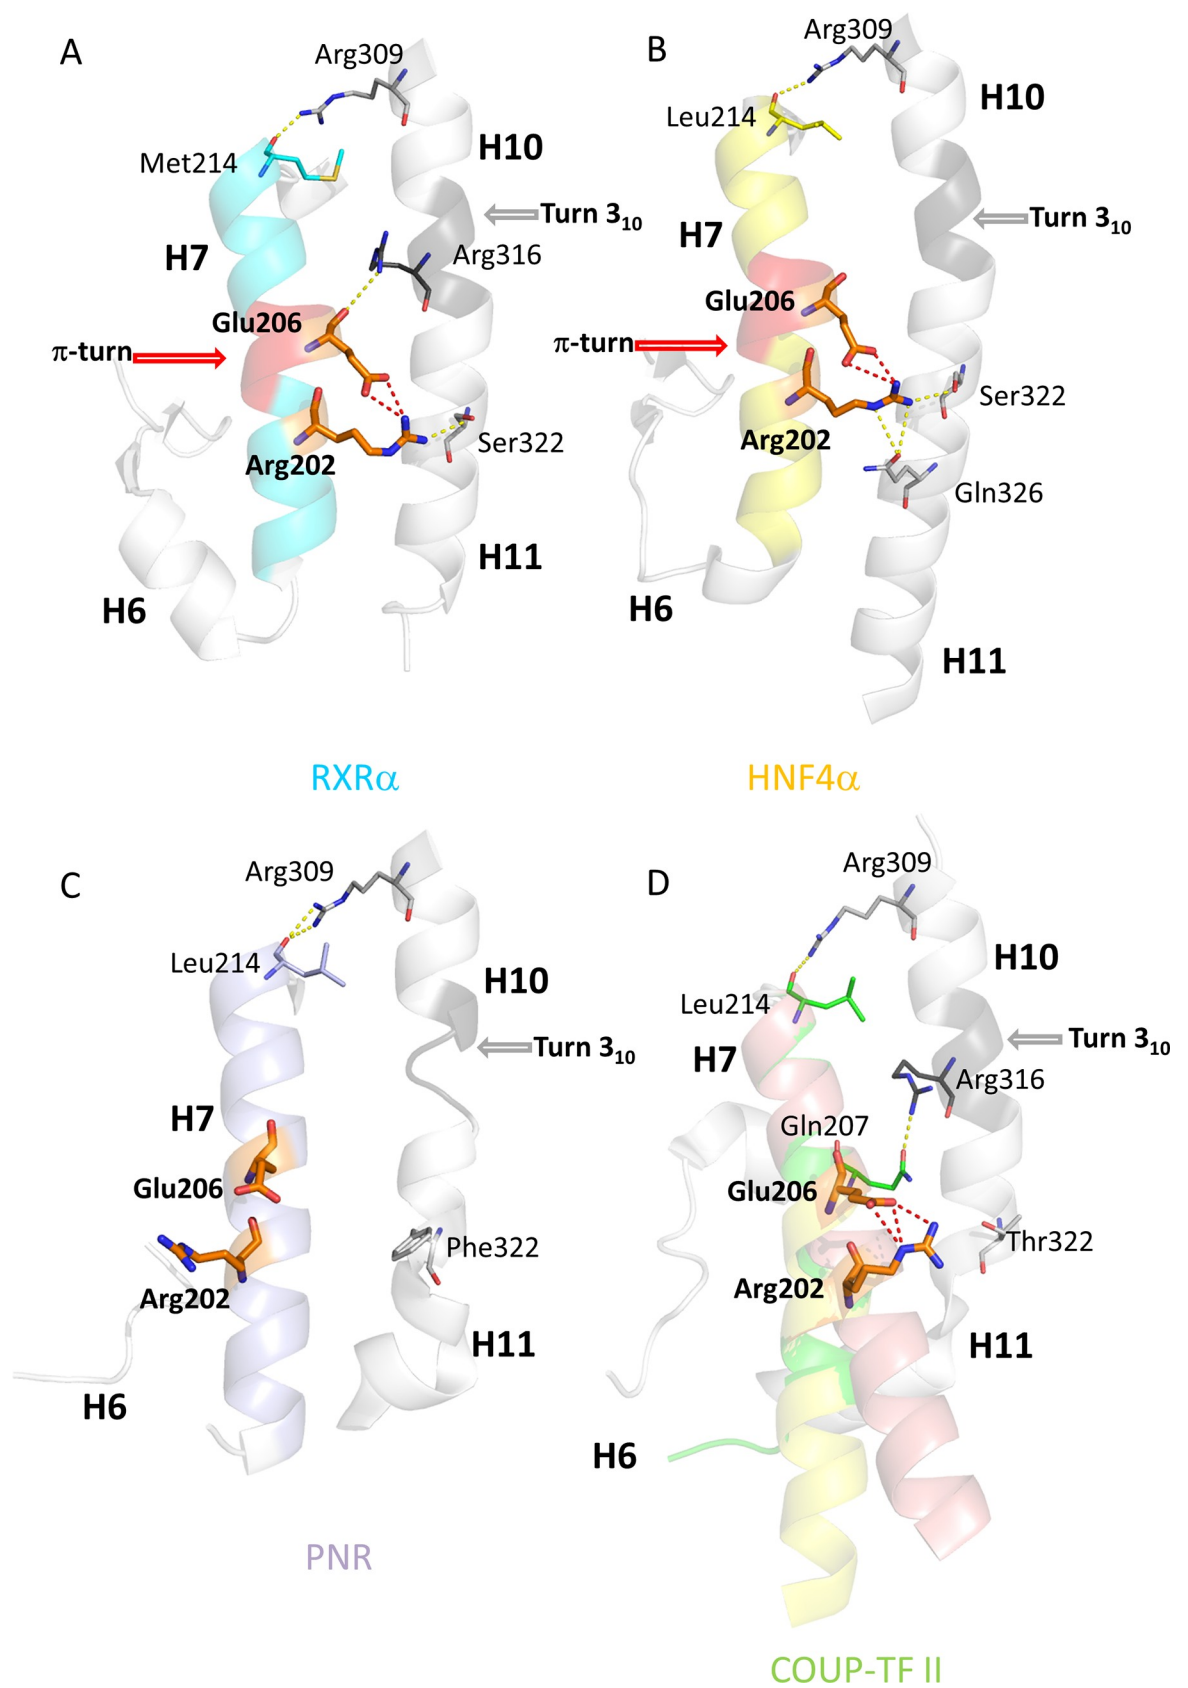 A
Arg309
Met214
H10
Turn 3₁₀
H7
Arg316
Glu206
π-turn
Ser322
Arg202
H11
H6
RXRα
B
Arg309
Leu214
H10
Turn 3₁₀
H7
Glu206
π-turn
Ser322
Arg202
Gln326
H6
H11
HNF4α
C
Arg309
Leu214
H10
Turn 3₁₀
H7
Glu206
Phe322
Arg202
H11
H6
PNR
D
Arg309
H10
Leu214
Turn 3₁₀
H7
Arg316
Gln207
Glu206
Thr322
Arg202
H11
H6
COUP-TF II